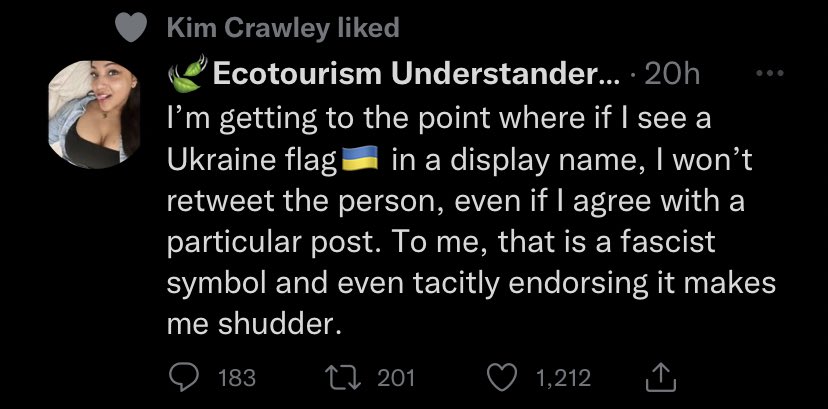 Kim Crawley liked
🍃Ecotourism Understander... · 20h
I’m getting to the point where if I see a
Ukraine flag🇺🇦 in a display name, I won’t
retweet the person, even if I agree with a
particular post. To me, that is a fascist
symbol and even tacitly endorsing it makes
me shudder.
183 201 1,212